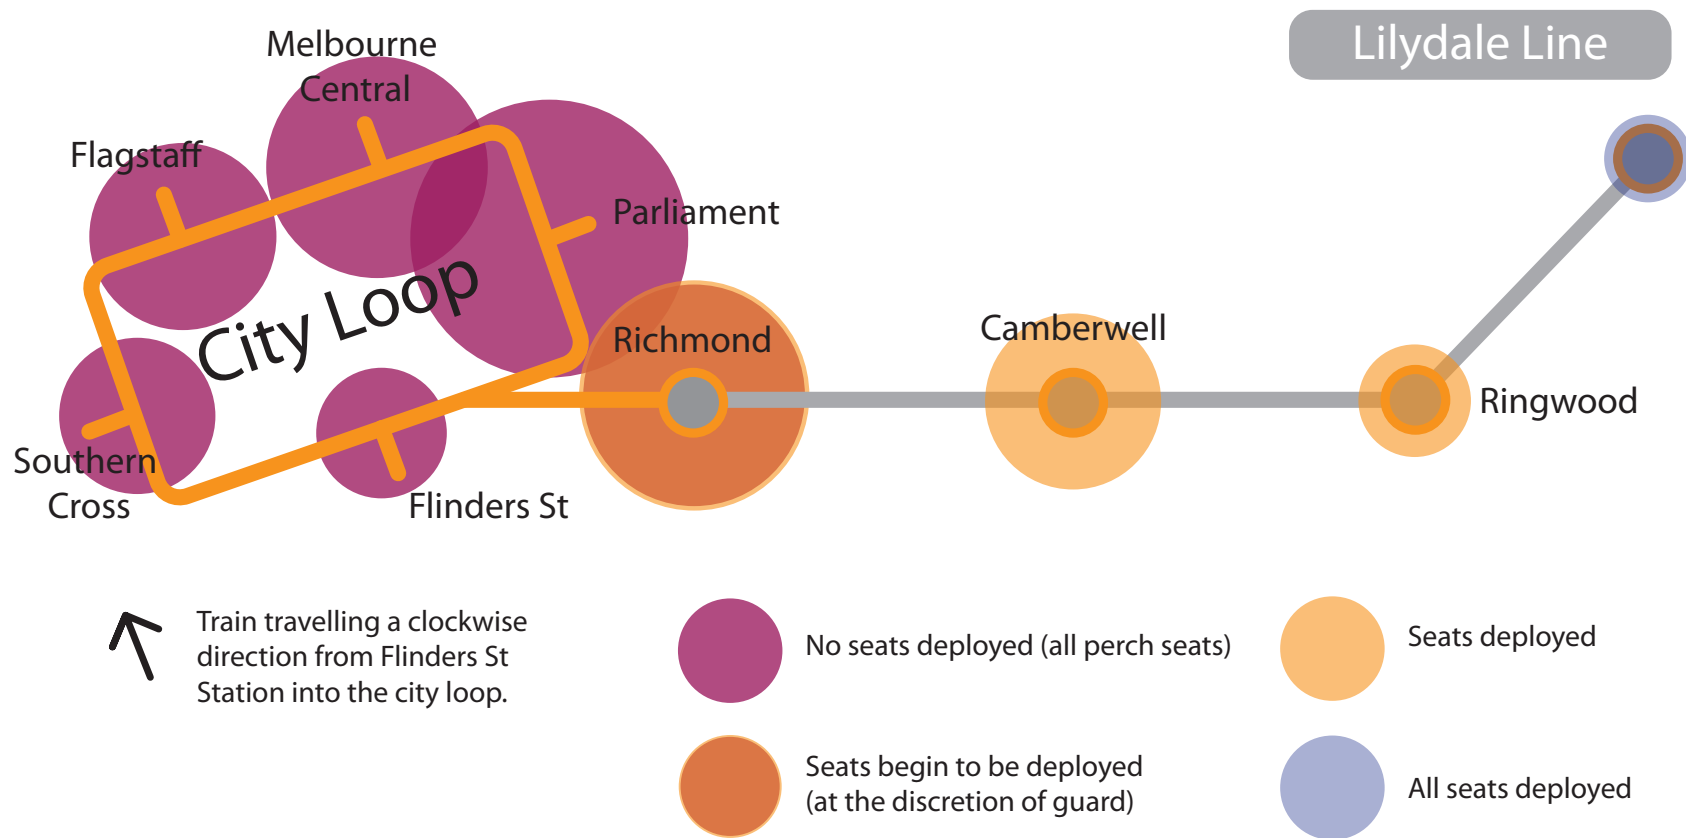 Lilydale Line
Melbourne
Central
Flagstaff
Parliament
City Loop
Richmond
Camberwell
Ringwood
Southern
Cross
Flinders St
Train travelling a clockwise
direction from Flinders St
Station into the city loop.
No seats deployed (all perch seats)
Seats deployed
Seats begin to be deployed
(at the discretion of guard)
All seats deployed